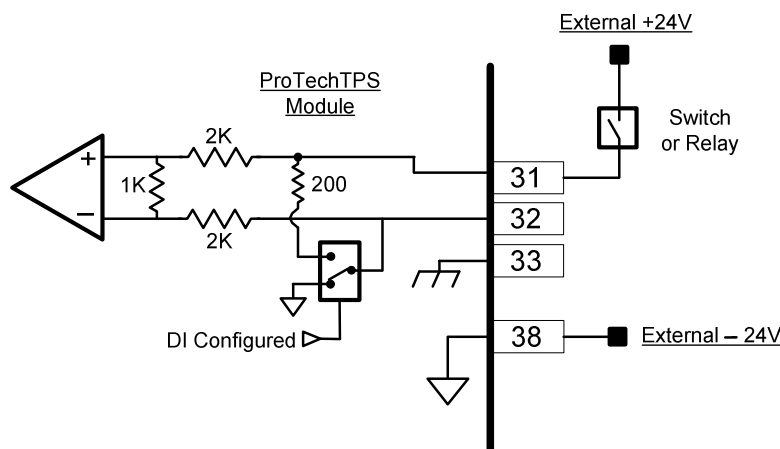 External +24V
ProTechTPS
Module
Switch
or Relay
2K
+
1K
200
31
−
2K
32
33
DI Configured
38
External – 24V